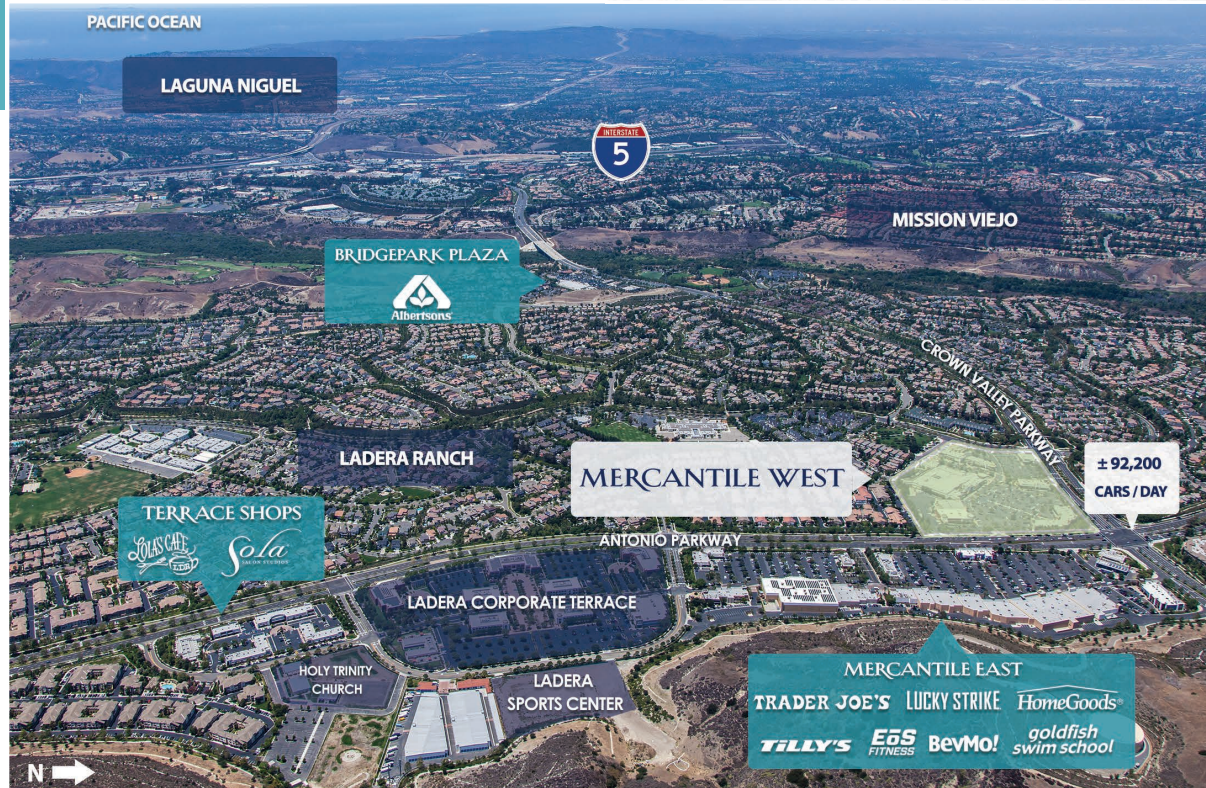 PACIFIC OCEAN
LAGUNA NIGUEL
INTERSTATE
5
MISSION VIEJO
BRIDGEPARK PLAZA
Albertsons
CROWN VALLEY PARKWAY
LADERA RANCH
MERCANTILE WEST
± 92,200
CARS / DAY
TERRACE SHOPS
LOLA'S CAFE
Sola
SALON STUDIOS
ANTONIO PARKWAY
LADERA CORPORATE TERRACE
HOLY TRINITY
CHURCH
LADERA
SPORTS CENTER
MERCANTILE EAST
TRADER JOE'S LUCKY STRIKE HomeGoods®
TILLY'S EōS FITNESS BevMo! goldfish swim school
N